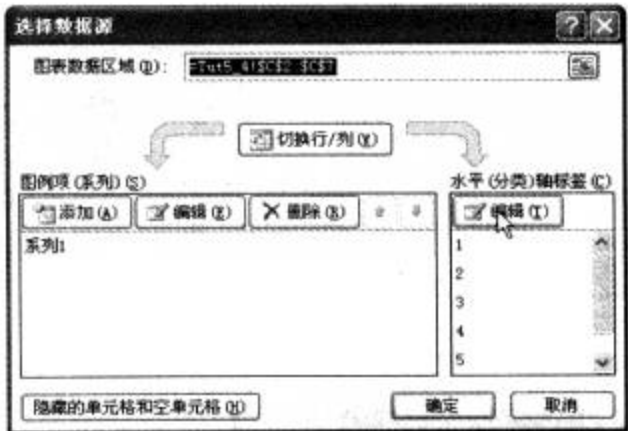 选择数据源
图表数据区域(D):
=Tut5_4!$C$2:$C$7
切换行/列(W)
图例项(系列)(S)
水平(分类)轴标签(C)
添加(A) 编辑(E) 删除(R)
编辑(T)
系列1
1
2
3
4
5
隐藏的单元格和空单元格(H)
确定
取消